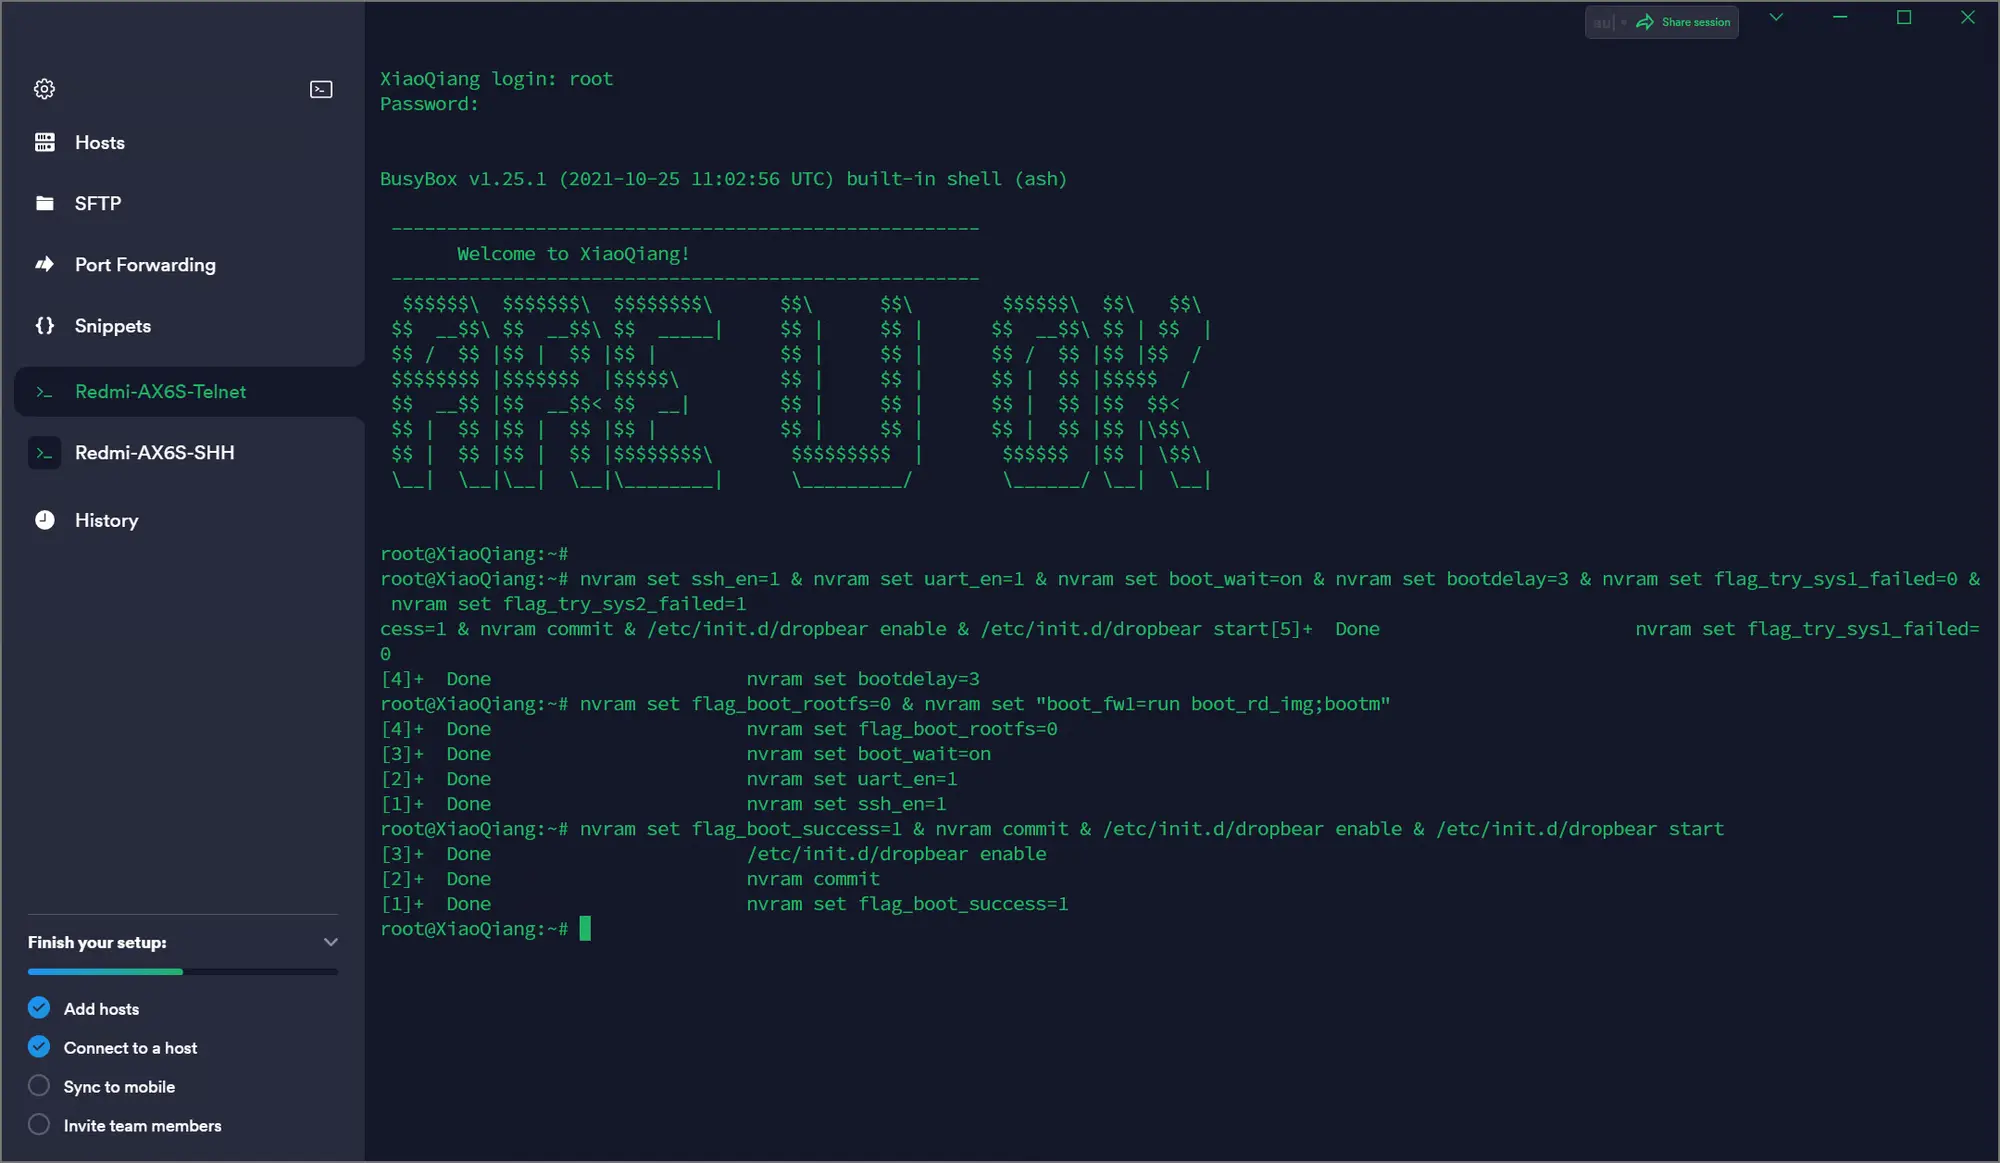 Share session
Hosts
SFTP
Port Forwarding
Snippets
Redmi-AX6S-Telnet
Redmi-AX6S-SHH
History
Finish your setup:
Add hosts
Connect to a host
Sync to mobile
Invite team members
XiaoQiang login: root
Password:
BusyBox v1.25.1 (2021-10-25 11:02:56 UTC) built-in shell (ash)
-----------------------------------------------------
Welcome to XiaoQiang!
-----------------------------------------------------
 $$$$$$\  $$$$$$$\  $$$$$$$$\      $$\      $$\        $$$$$$\  $$\   $$\
$$  __$$\ $$  __$$\ $$  _____|     $$ |     $$ |      $$  __$$\ $$ | $$  |
$$ /  $$ |$$ |  $$ |$$ |           $$ |     $$ |      $$ /  $$ |$$ |$$  /
$$$$$$$$ |$$$$$$$  |$$$$$\         $$ |     $$ |      $$ |  $$ |$$$$$  /
$$  __$$ |$$  __$$< $$  __|        $$ |     $$ |      $$ |  $$ |$$  $$<
$$ |  $$ |$$ |  $$ |$$ |           $$ |     $$ |      $$ |  $$ |$$ |\$$\
$$ |  $$ |$$ |  $$ |$$$$$$$$\       $$$$$$$$$  |       $$$$$$  |$$ | \$$\
\__|  \__|\__|  \__|\________|      \_________/        \______/ \__|  \__|
root@XiaoQiang:~#
root@XiaoQiang:~# nvram set ssh_en=1 & nvram set uart_en=1 & nvram set boot_wait=on & nvram set bootdelay=3 & nvram set flag_try_sys1_failed=0 &
nvram set flag_try_sys2_failed=1
cess=1 & nvram commit & /etc/init.d/dropbear enable & /etc/init.d/dropbear start[5]+  Done                       nvram set flag_try_sys1_failed=
0
[4]+  Done                       nvram set bootdelay=3
root@XiaoQiang:~# nvram set flag_boot_rootfs=0 & nvram set "boot_fw1=run boot_rd_img;bootm"
[4]+  Done                       nvram set flag_boot_rootfs=0
[3]+  Done                       nvram set boot_wait=on
[2]+  Done                       nvram set uart_en=1
[1]+  Done                       nvram set ssh_en=1
root@XiaoQiang:~# nvram set flag_boot_success=1 & nvram commit & /etc/init.d/dropbear enable & /etc/init.d/dropbear start
[3]+  Done                       /etc/init.d/dropbear enable
[2]+  Done                       nvram commit
[1]+  Done                       nvram set flag_boot_success=1
root@XiaoQiang:~#